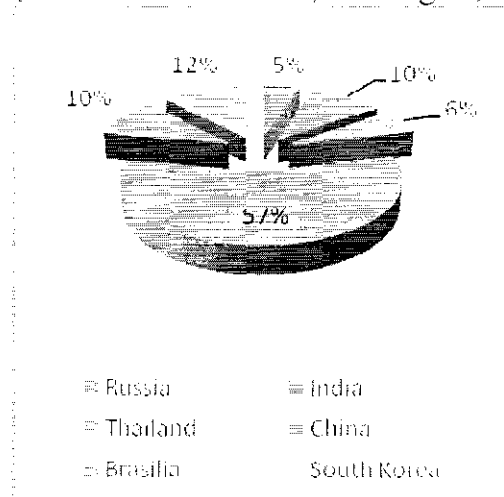 12% 5% 10%
10% 6%
57%
Russia India
Thailand China
Brasilia South Korea